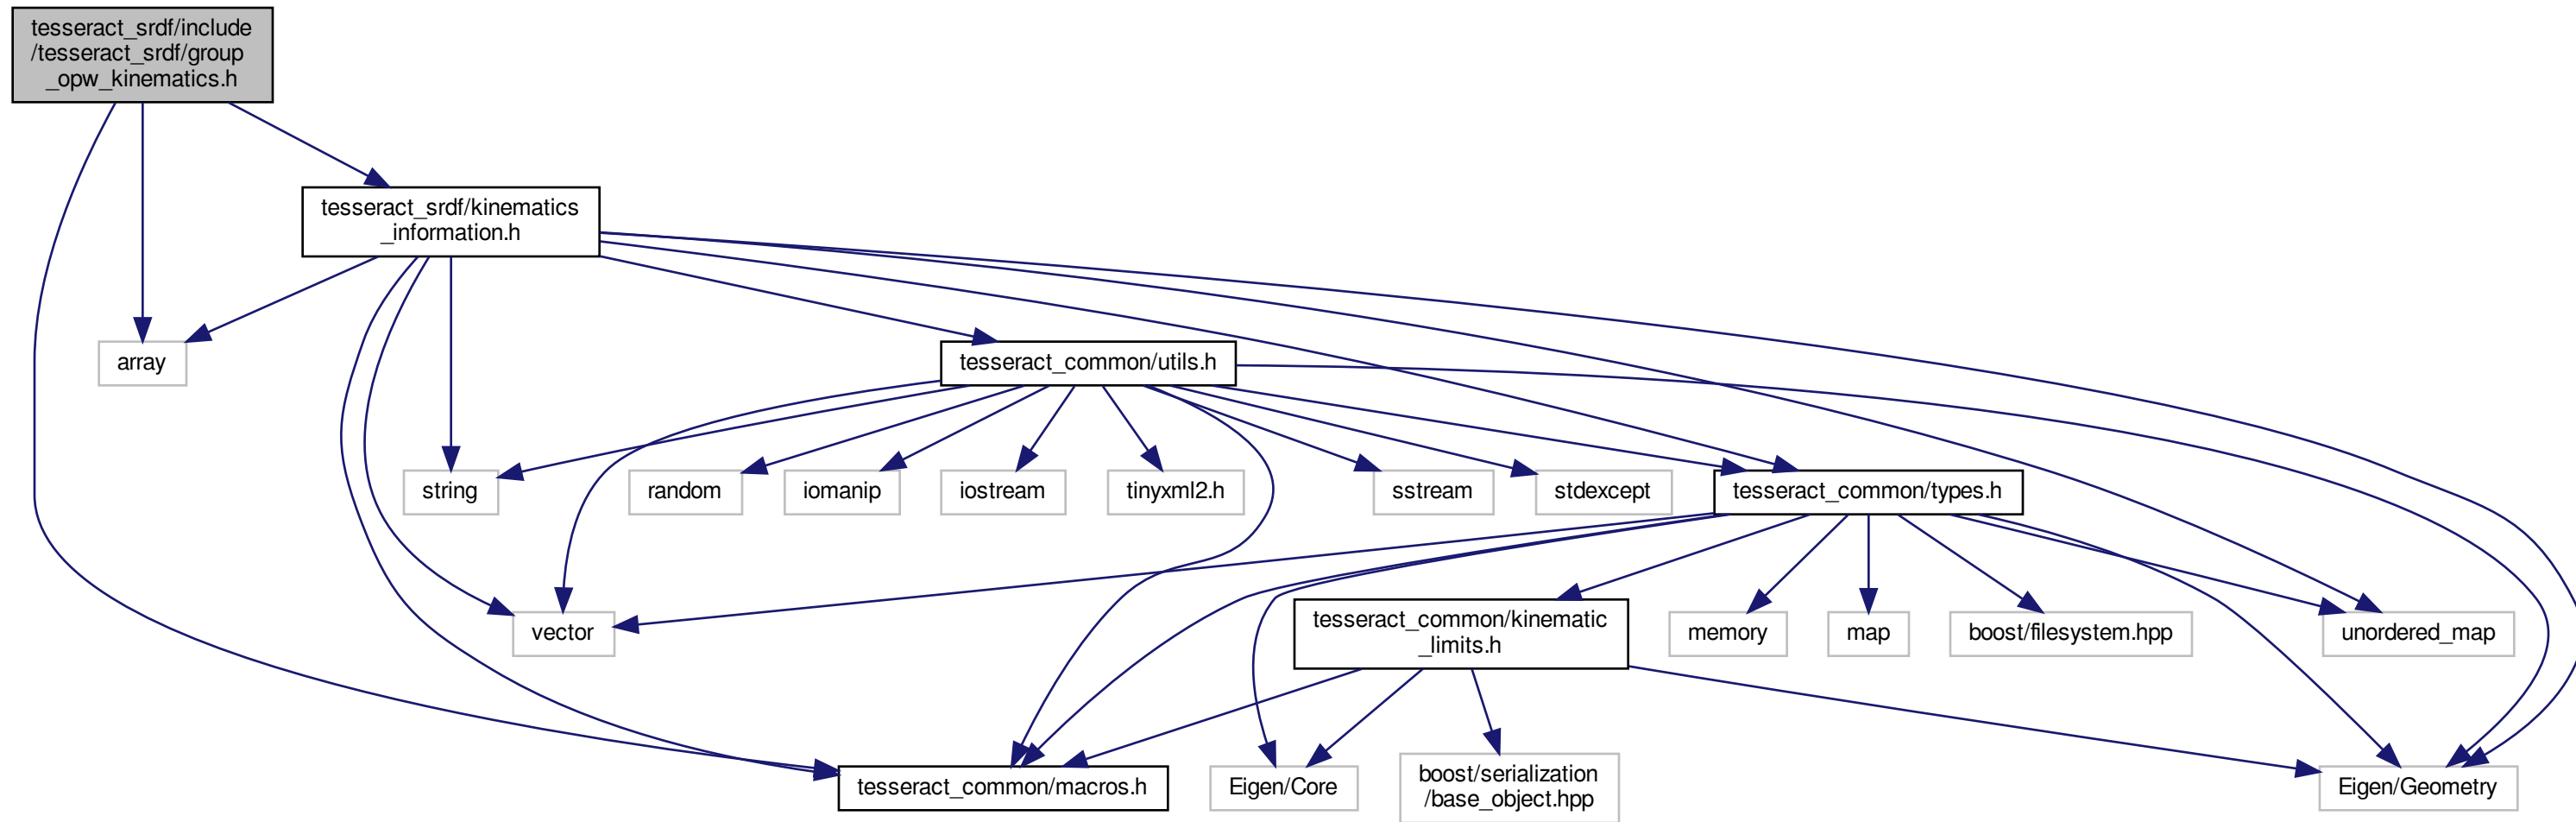 tesseract_srdf/include
/tesseract_srdf/group
_opw_kinematics.h
tesseract_srdf/kinematics
_information.h
array
tesseract_common/utils.h
string
random
iomanip
iostream
tinyxml2.h
sstream
stdexcept
tesseract_common/types.h
vector
tesseract_common/kinematic
_limits.h
memory
map
boost/filesystem.hpp
unordered_map
tesseract_common/macros.h
Eigen/Core
boost/serialization
/base_object.hpp
Eigen/Geometry